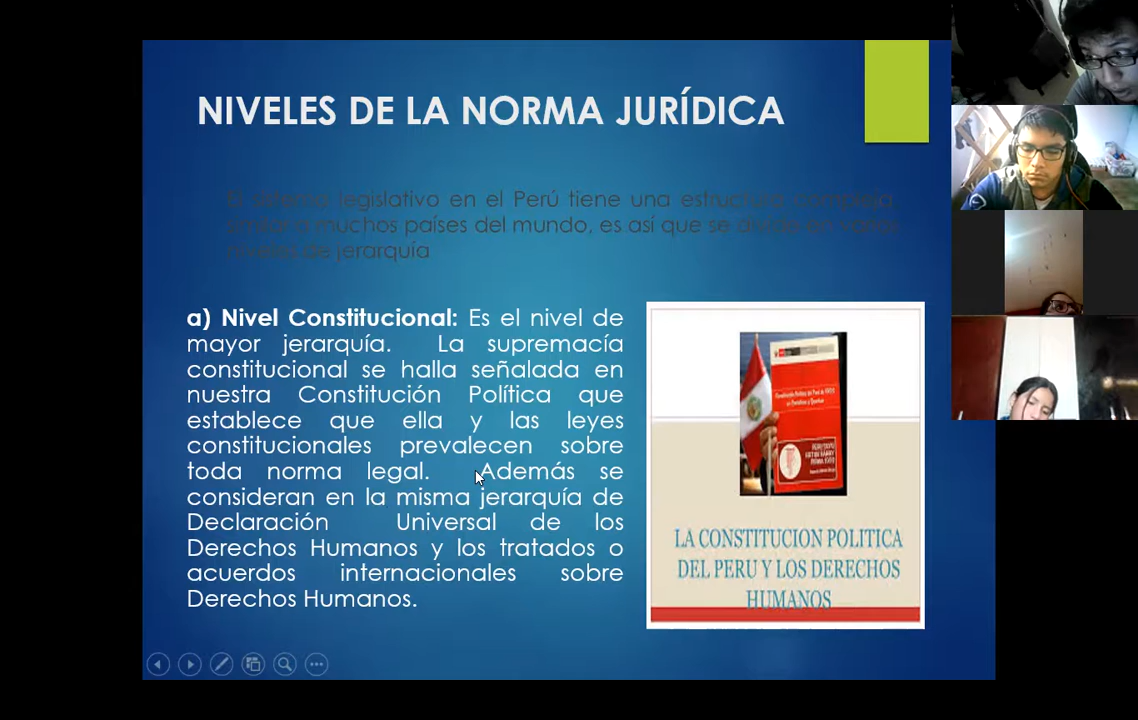 NIVELES DE LA NORMA JURÍDICA
El sistema legislativo en el Perú tiene una estructura compleja,
muchos países del mundo, es así que se divide en varios
niveles de jerarquía
a) Nivel Constitucional: Es el nivel de
mayor jerarquía. La supremacía
constitucional se halla señalada en
nuestra Constitución Política que
establece que ella y las leyes
constitucionales prevalecen sobre
toda norma legal. Además se
consideran en la misma jerarquía de
Declaración Universal de los
Derechos Humanos y los tratados o
acuerdos internacionales sobre
Derechos Humanos.
LA CONSTITUCION POLITICA
DEL PERU Y LOS DERECHOS
HUMANOS